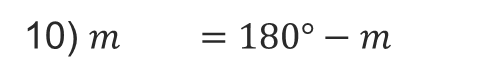 10) m = 180° − m